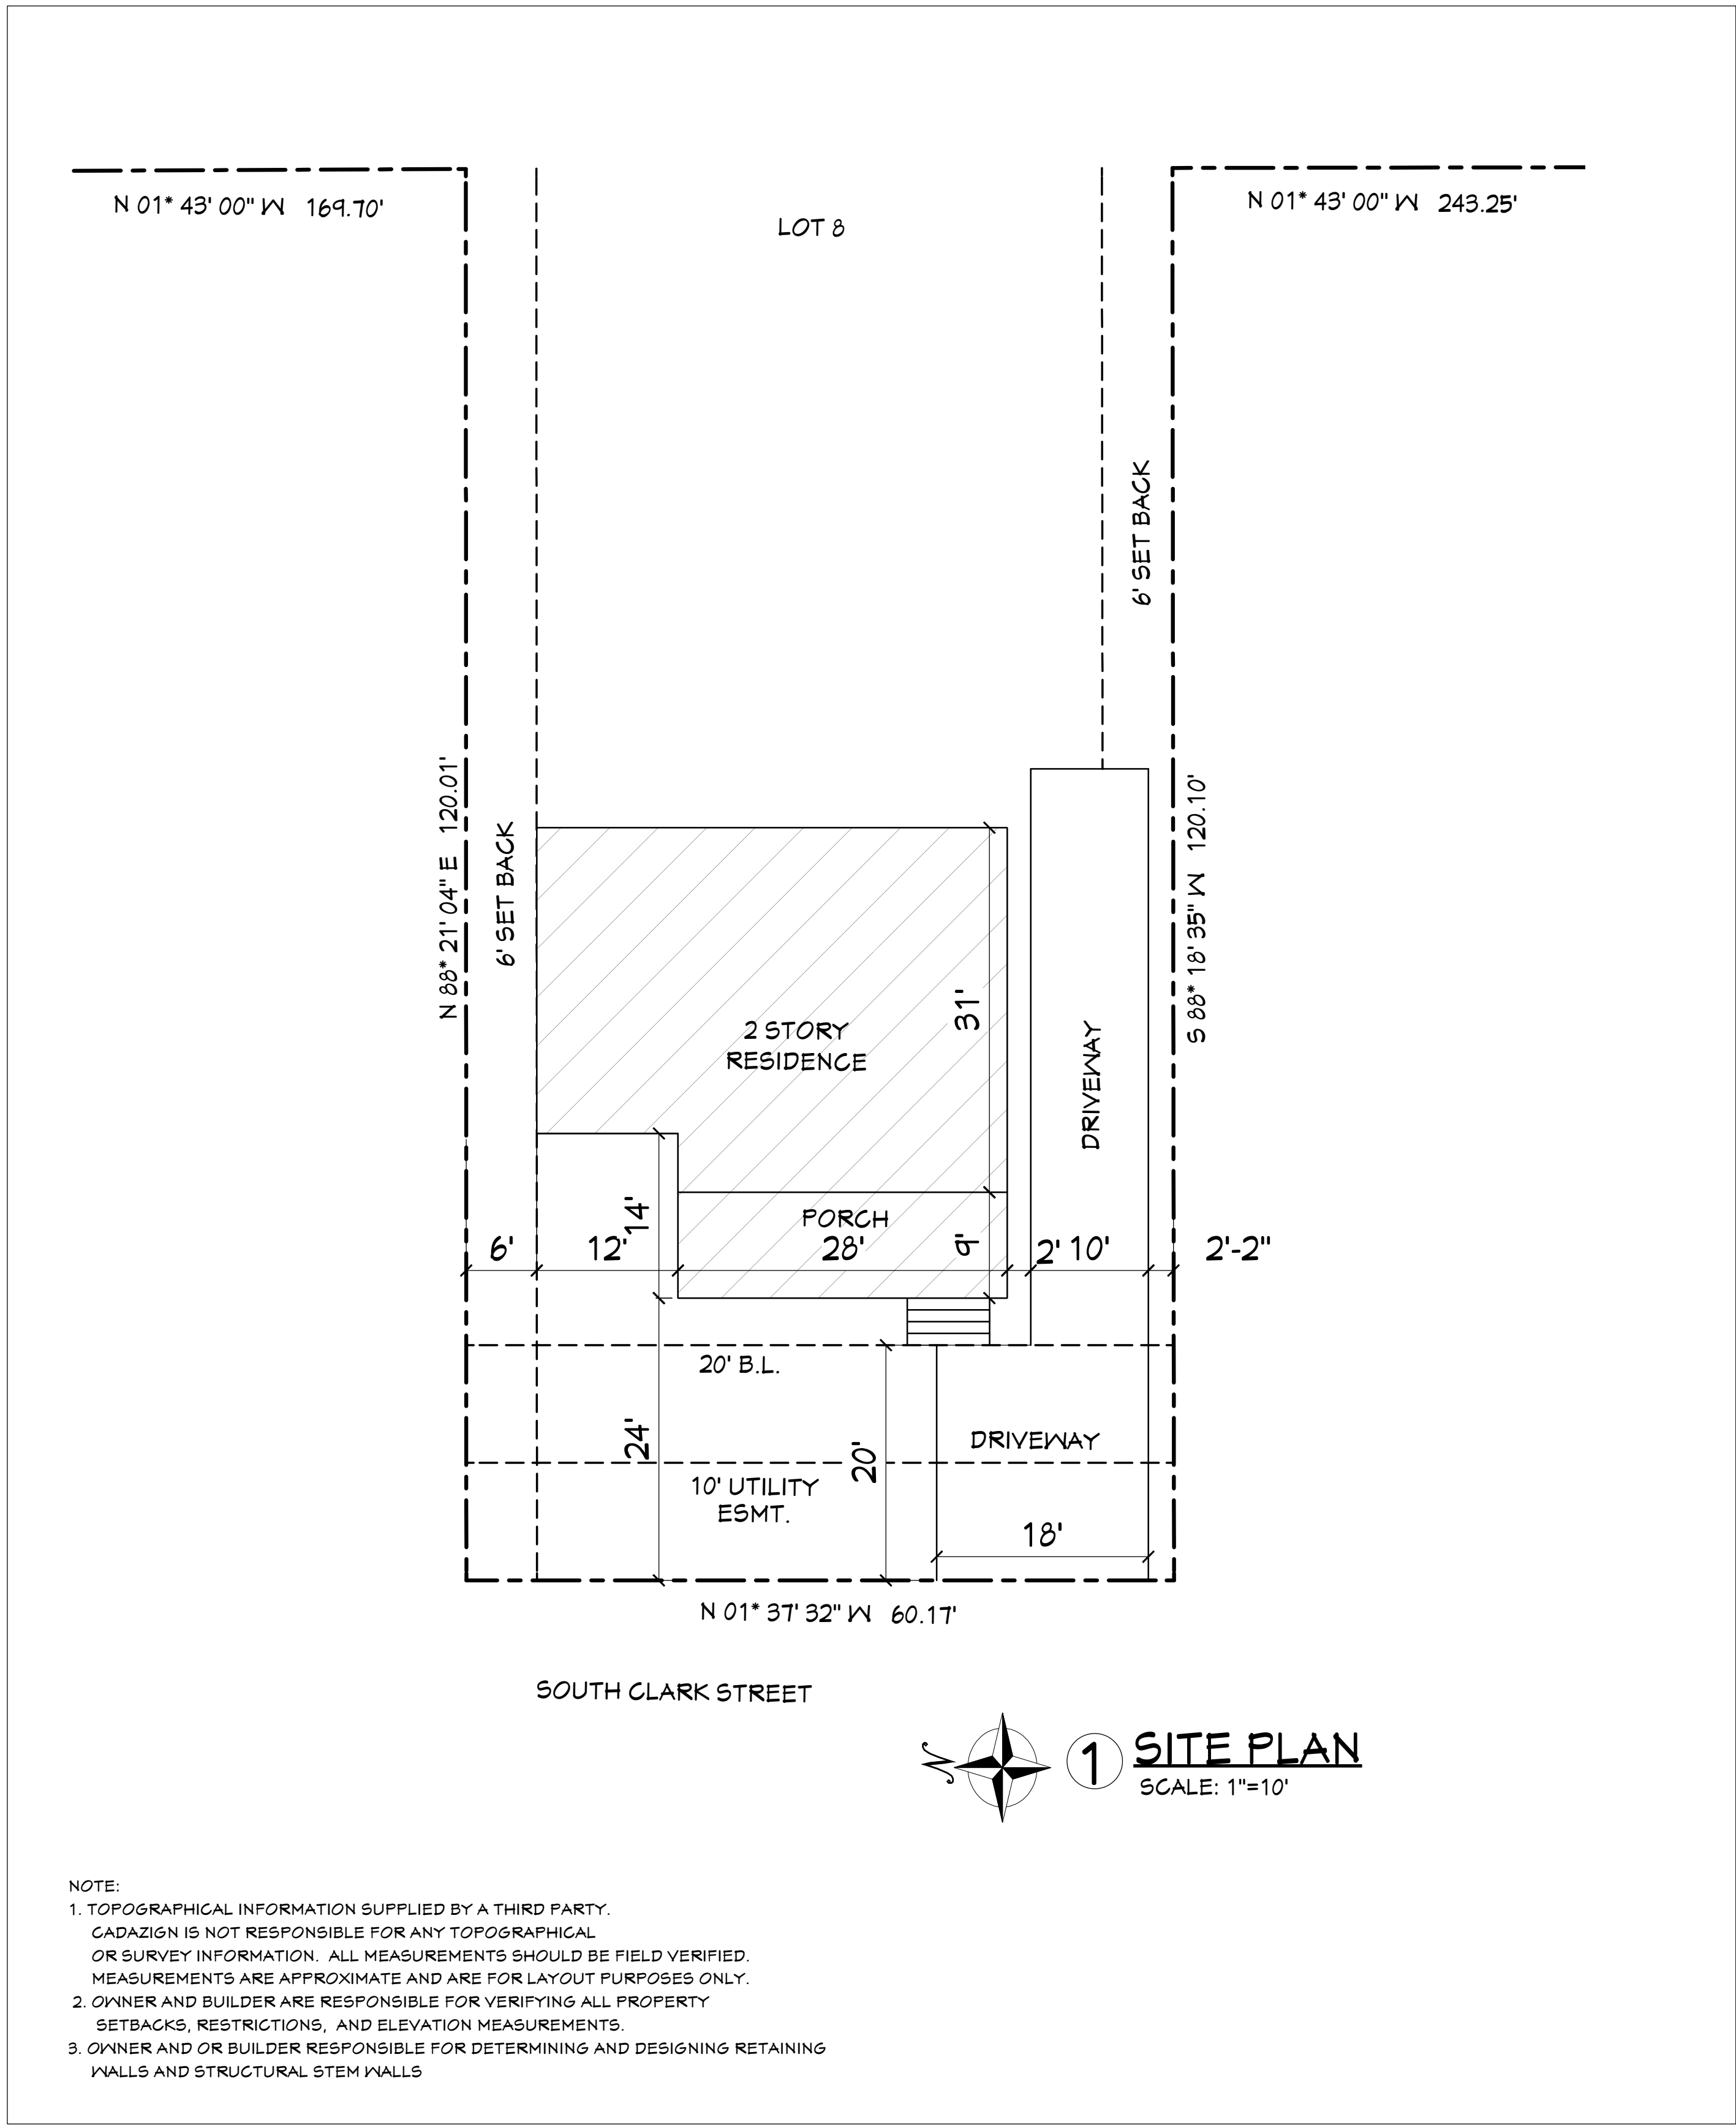 N 01* 43' 00" W 169.70'
N 01* 43' 00" W 243.25'
LOT 8
6' SET BACK
N 88* 21' 04" E 120.01'
6' SET BACK
S 88* 18' 35" W 120.10'
31'
2 STORY
RESIDENCE
DRIVEWAY
14'
PORCH
6'
12'
28'
9'
2'
10'
2'-2"
20' B.L.
24'
20'
DRIVEWAY
10' UTILITY
ESMT.
18'
N 01* 37' 32" W 60.17'
SOUTH CLARK STREET
N
1
SITE PLAN
SCALE: 1"=10'
NOTE:
1. TOPOGRAPHICAL INFORMATION SUPPLIED BY A THIRD PARTY.
CADAZIGN IS NOT RESPONSIBLE FOR ANY TOPOGRAPHICAL
OR SURVEY INFORMATION. ALL MEASUREMENTS SHOULD BE FIELD VERIFIED.
MEASUREMENTS ARE APPROXIMATE AND ARE FOR LAYOUT PURPOSES ONLY.
2. OWNER AND BUILDER ARE RESPONSIBLE FOR VERIFYING ALL PROPERTY
SETBACKS, RESTRICTIONS, AND ELEVATION MEASUREMENTS.
3. OWNER AND OR BUILDER RESPONSIBLE FOR DETERMINING AND DESIGNING RETAINING
WALLS AND STRUCTURAL STEM WALLS